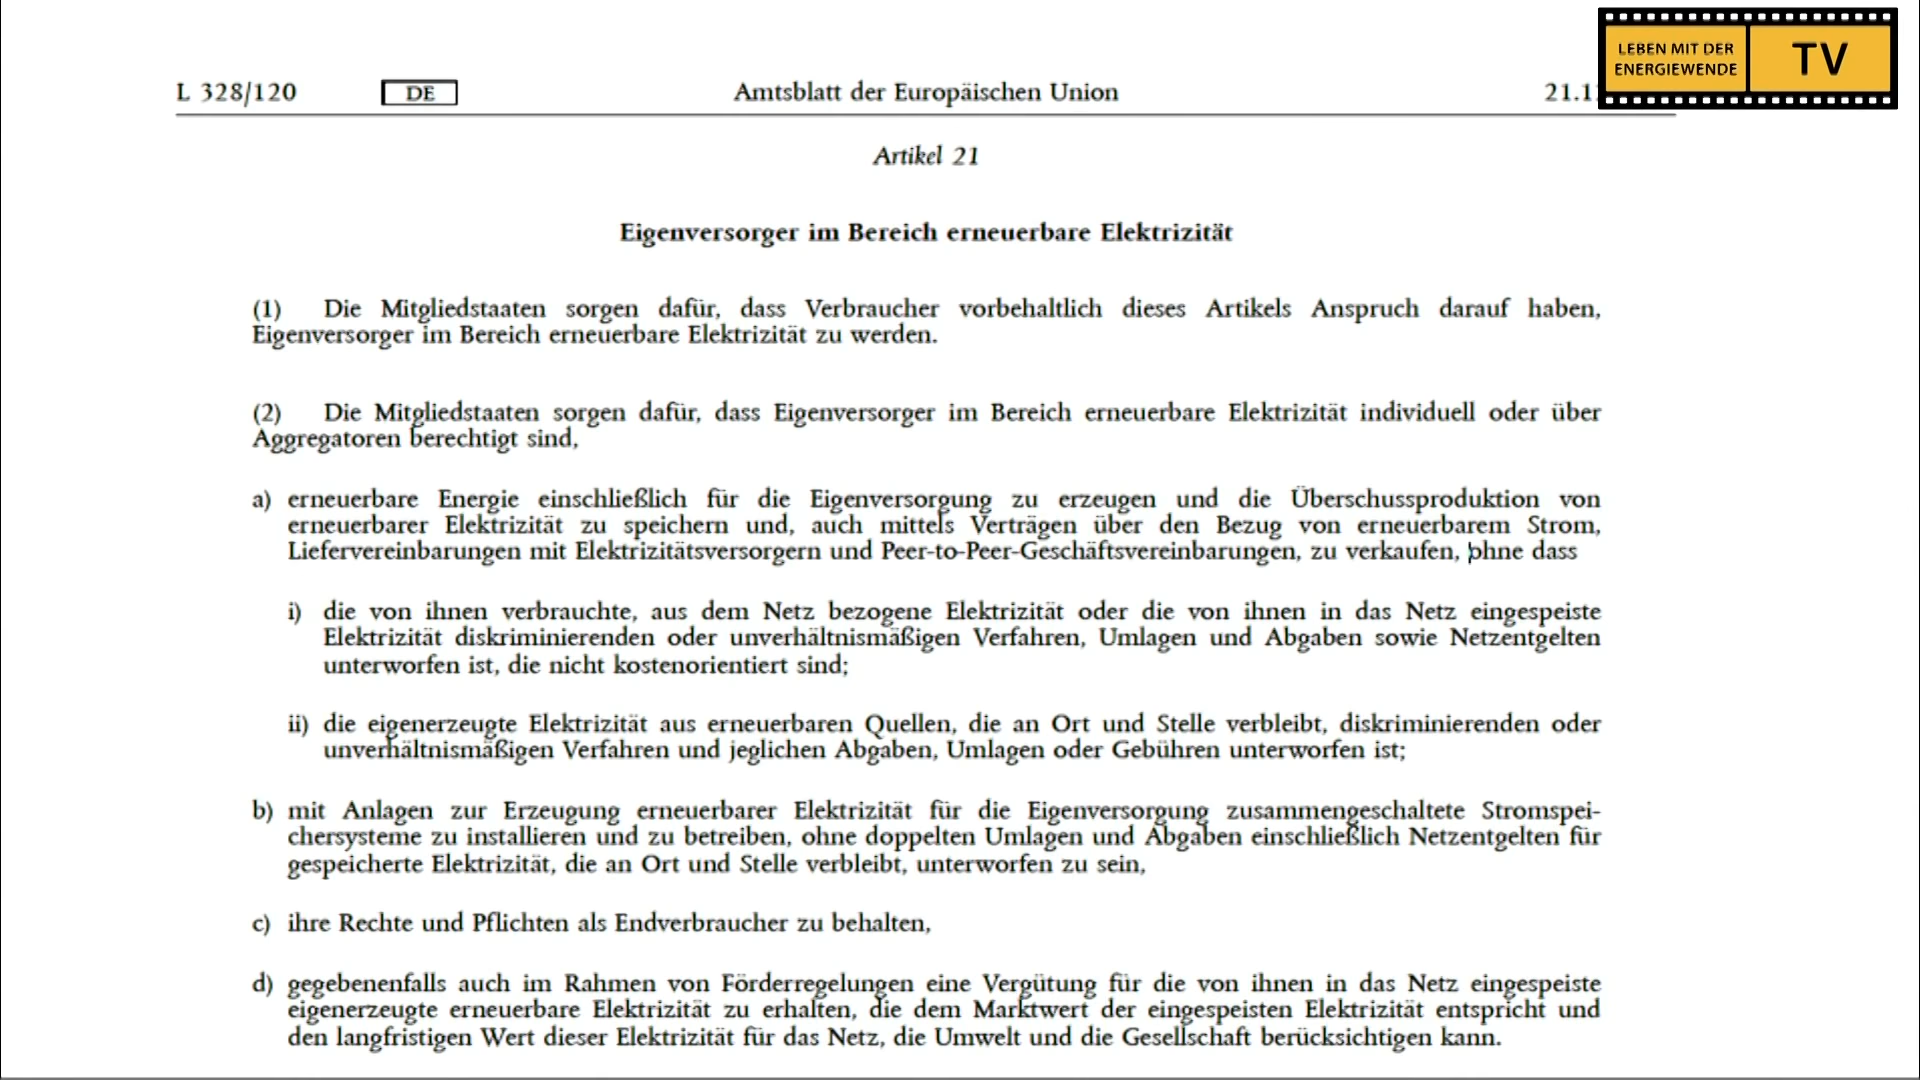 LEBEN MIT DER
ENERGIEWENDE
TV
L 328/120 DE Amtsblatt der Europäischen Union
Artikel 21
Eigenversorger im Bereich erneuerbare Elektrizität
(1) Die Mitgliedstaaten sorgen dafür, dass Verbraucher vorbehaltlich dieses Artikels Anspruch darauf haben,
Eigenversorger im Bereich erneuerbare Elektrizität zu werden.
(2) Die Mitgliedstaaten sorgen dafür, dass Eigenversorger im Bereich erneuerbare Elektrizität individuell oder über
Aggregatoren berechtigt sind,
a) erneuerbare Energie einschließlich für die Eigenversorgung zu erzeugen und die Überschussproduktion von
erneuerbarer Elektrizität zu speichern und, auch mittels Verträgen über den Bezug von erneuerbarem Strom,
Liefervereinbarungen mit Elektrizitätsversorgern und Peer-to-Peer-Geschäftsvereinbarungen, zu verkaufen, ohne dass
i) die von ihnen verbrauchte, aus dem Netz bezogene Elektrizität oder die von ihnen in das Netz eingespeiste
Elektrizität diskriminierenden oder unverhältnismäßigen Verfahren, Umlagen und Abgaben sowie Netzentgelten
unterworfen ist, die nicht kostenorientiert sind;
ii) die eigenerzeugte Elektrizität aus erneuerbaren Quellen, die an Ort und Stelle verbleibt, diskriminierenden oder
unverhältnismäßigen Verfahren und jeglichen Abgaben, Umlagen oder Gebühren unterworfen ist;
b) mit Anlagen zur Erzeugung erneuerbarer Elektrizität für die Eigenversorgung zusammengeschaltete Stromspei-
chersysteme zu installieren und zu betreiben, ohne doppelten Umlagen und Abgaben einschließlich Netzentgelten für
gespeicherte Elektrizität, die an Ort und Stelle verbleibt, unterworfen zu sein,
c) ihre Rechte und Pflichten als Endverbraucher zu behalten,
d) gegebenenfalls auch im Rahmen von Förderregelungen eine Vergütung für die von ihnen in das Netz eingespeiste
eigenerzeugte erneuerbare Elektrizität zu erhalten, die dem Marktwert der eingespeisten Elektrizität entspricht und
den langfristigen Wert dieser Elektrizität für das Netz, die Umwelt und die Gesellschaft berücksichtigen kann.